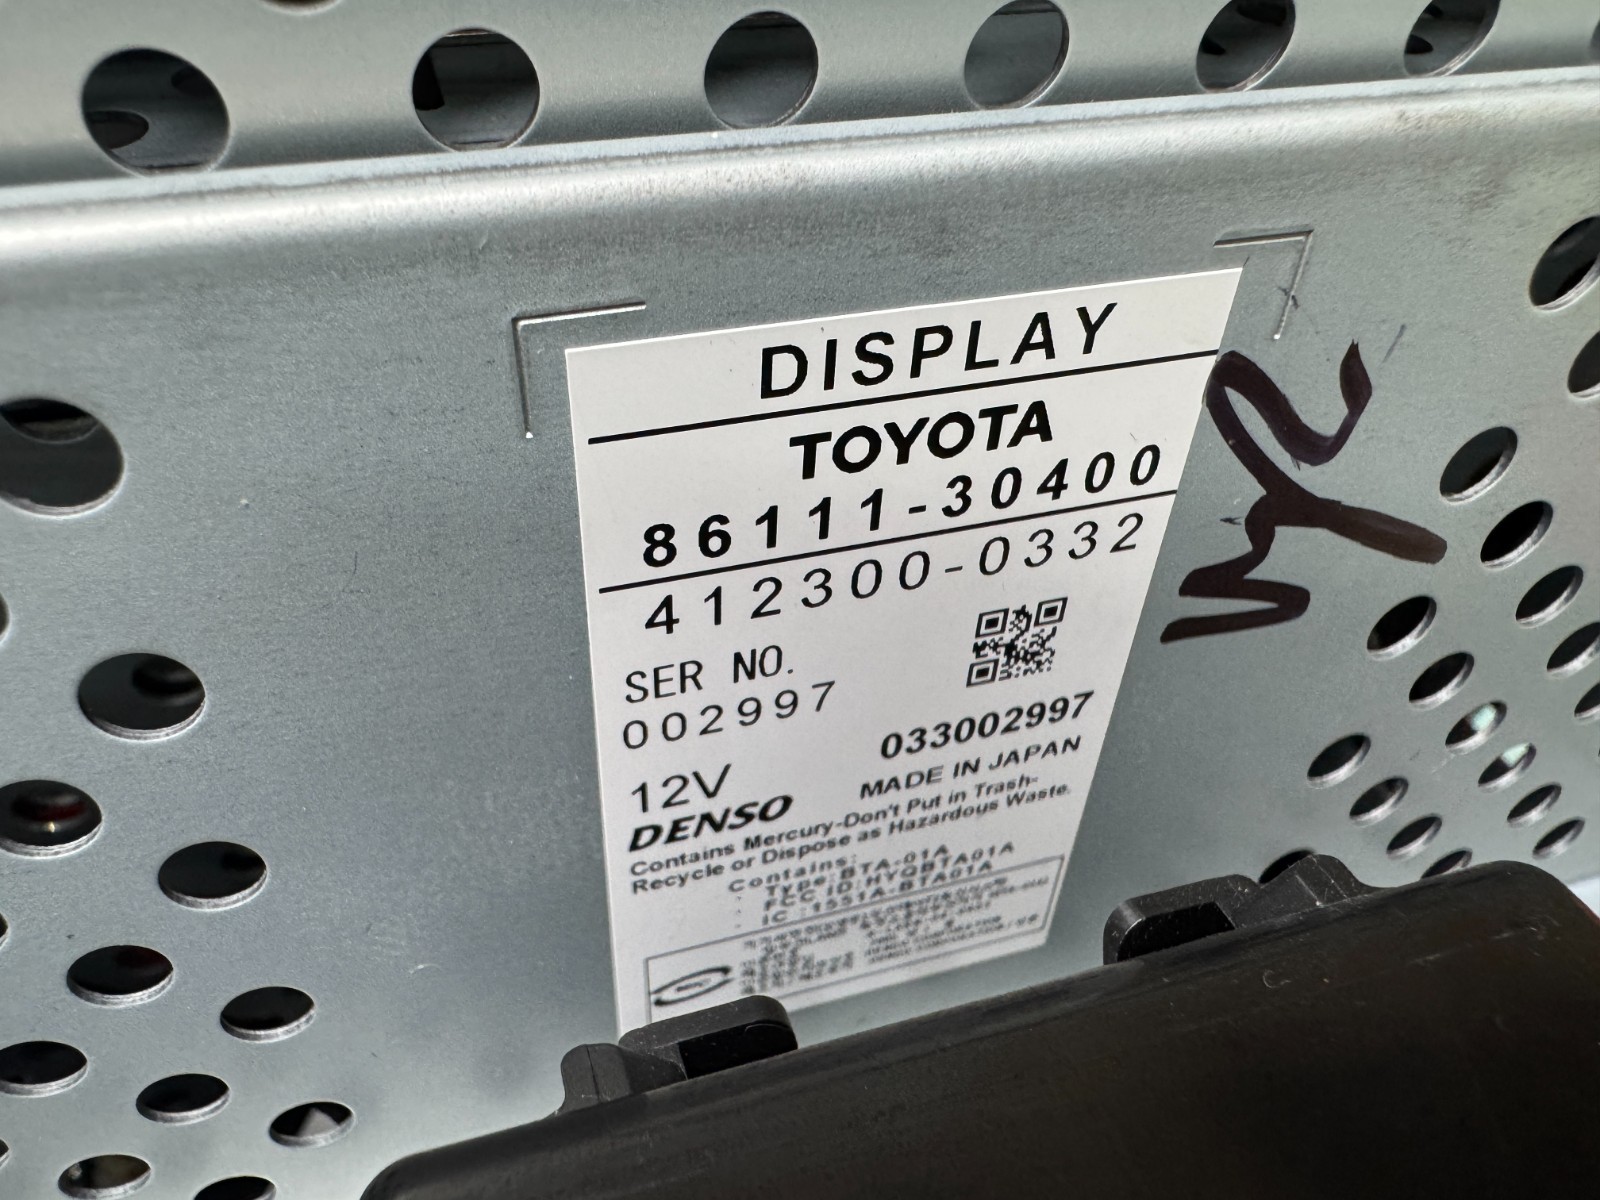 DISPLAY
TOYOTA
86111-30400
412300-0332
SER NO.
002997
033002997
12V
MADE IN JAPAN
DENSO
Contains Mercury-Don't Put in Trash-
Recycle or Dispose as Hazardous Waste.
Contains:
Type:BTA-01A
FCC ID:HYQBTA01A
IC :1551A-BTA01A